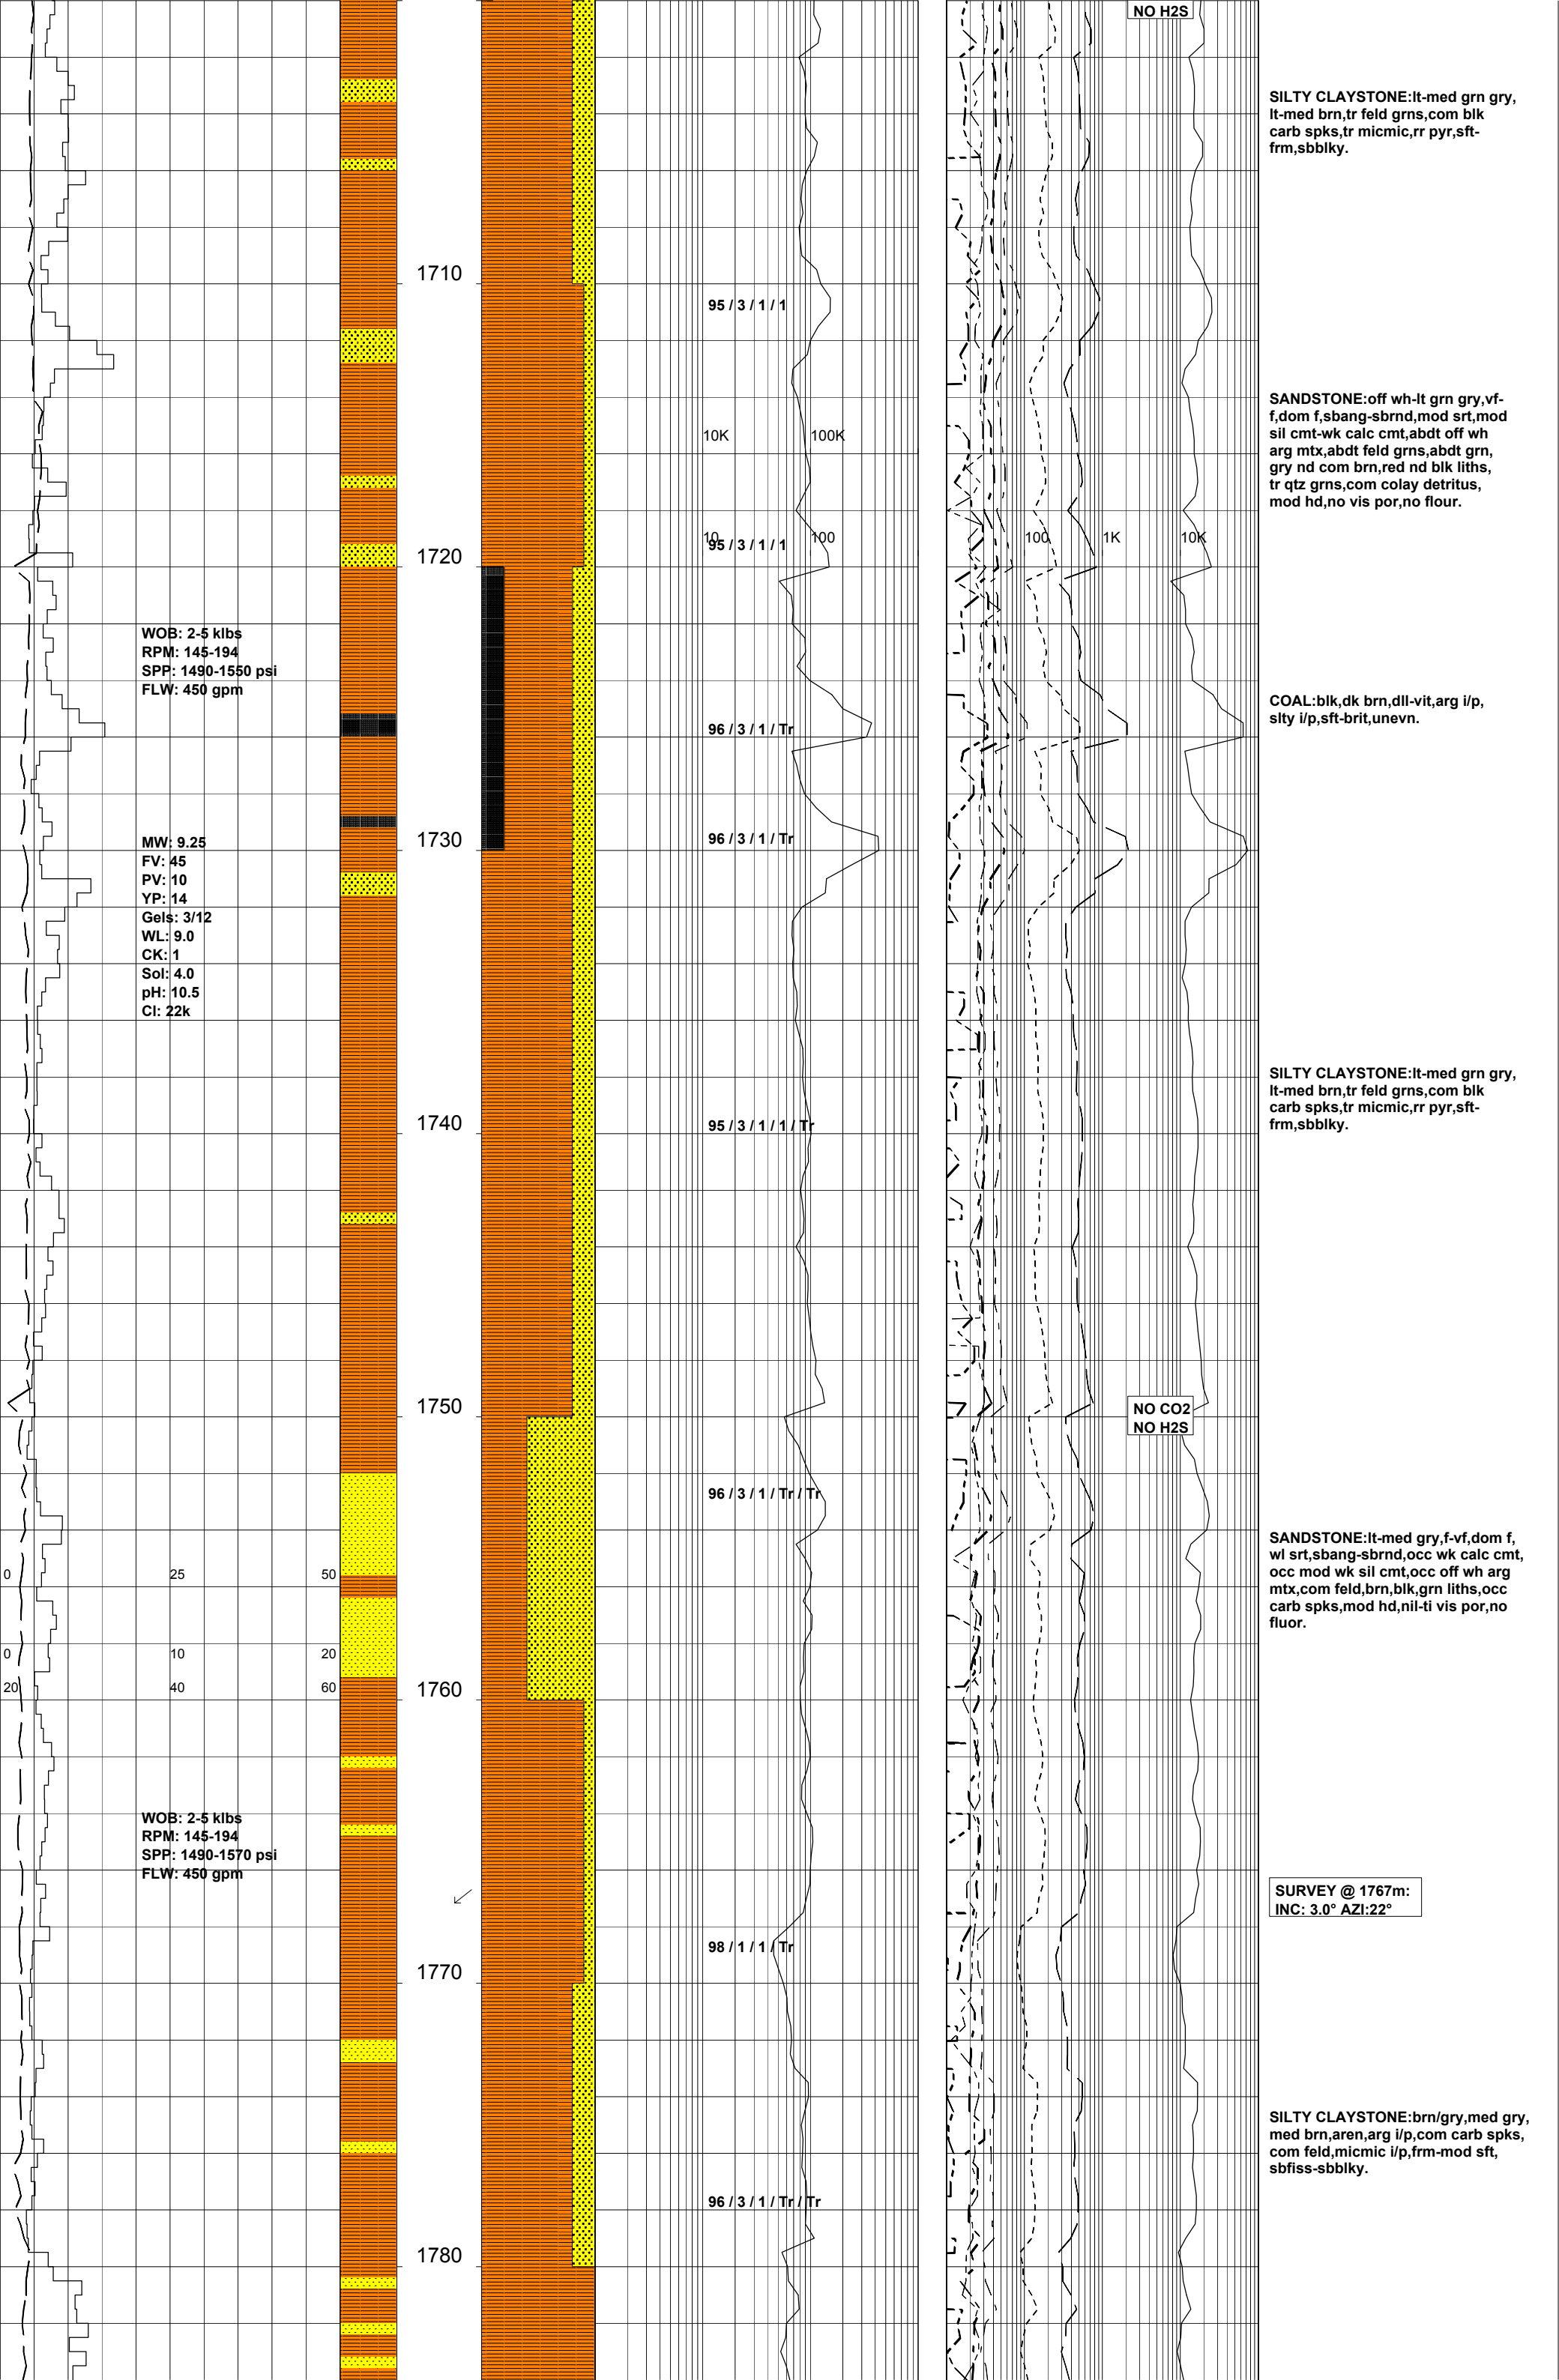 NO H2S
SILTY CLAYSTONE:lt-med grn gry,
lt-med brn,tr feld grns,com blk
carb spks,tr micmic,rr pyr,sft-
frm,sbblky.
1710
95 / 3 / 1 / 1
SANDSTONE:off wh-lt grn gry,vf-
f,dom f,sbang-sbrnd,mod srt,mod
sil cmt-wk calc cmt,abdt off wh
arg mtx,abdt feld grns,abdt grn,
gry nd com brn,red nd blk liths,
tr qtz grns,com colay detritus,
mod hd,no vis por,no flour.
10K 100K
10 100 100 1K 10K
95 / 3 / 1 / 1
1720
WOB: 2-5 klbs
RPM: 145-194
SPP: 1490-1550 psi
FLW: 450 gpm
COAL:blk,dk brn,dll-vit,arg i/p,
slty i/p,sft-brit,unevn.
96 / 3 / 1 / Tr
1730
96 / 3 / 1 / Tr
MW: 9.25
FV: 45
PV: 10
YP: 14
Gels: 3/12
WL: 9.0
CK: 1
Sol: 4.0
pH: 10.5
Cl: 22k
SILTY CLAYSTONE:lt-med grn gry,
lt-med brn,tr feld grns,com blk
carb spks,tr micmic,rr pyr,sft-
frm,sbblky.
1740
95 / 3 / 1 / 1 / Tr
1750
NO CO2
NO H2S
96 / 3 / 1 / Tr / Tr
SANDSTONE:lt-med gry,f-vf,dom f,
wl srt,sbang-sbrnd,occ wk calc cmt,
occ mod wk sil cmt,occ off wh arg
mtx,com feld,brn,blk,grn liths,occ
carb spks,mod hd,nil-ti vis por,no
fluor.
0 25 50
0 10 20
20 40 60
1760
WOB: 2-5 klbs
RPM: 145-194
SPP: 1490-1570 psi
FLW: 450 gpm
SURVEY @ 1767m:
INC: 3.0° AZI:22°
98 / 1 / 1 / Tr
1770
SILTY CLAYSTONE:brn/gry,med gry,
med brn,aren,arg i/p,com carb spks,
com feld,micmic i/p,frm-mod sft,
sbfiss-sbblky.
96 / 3 / 1 / Tr / Tr
1780